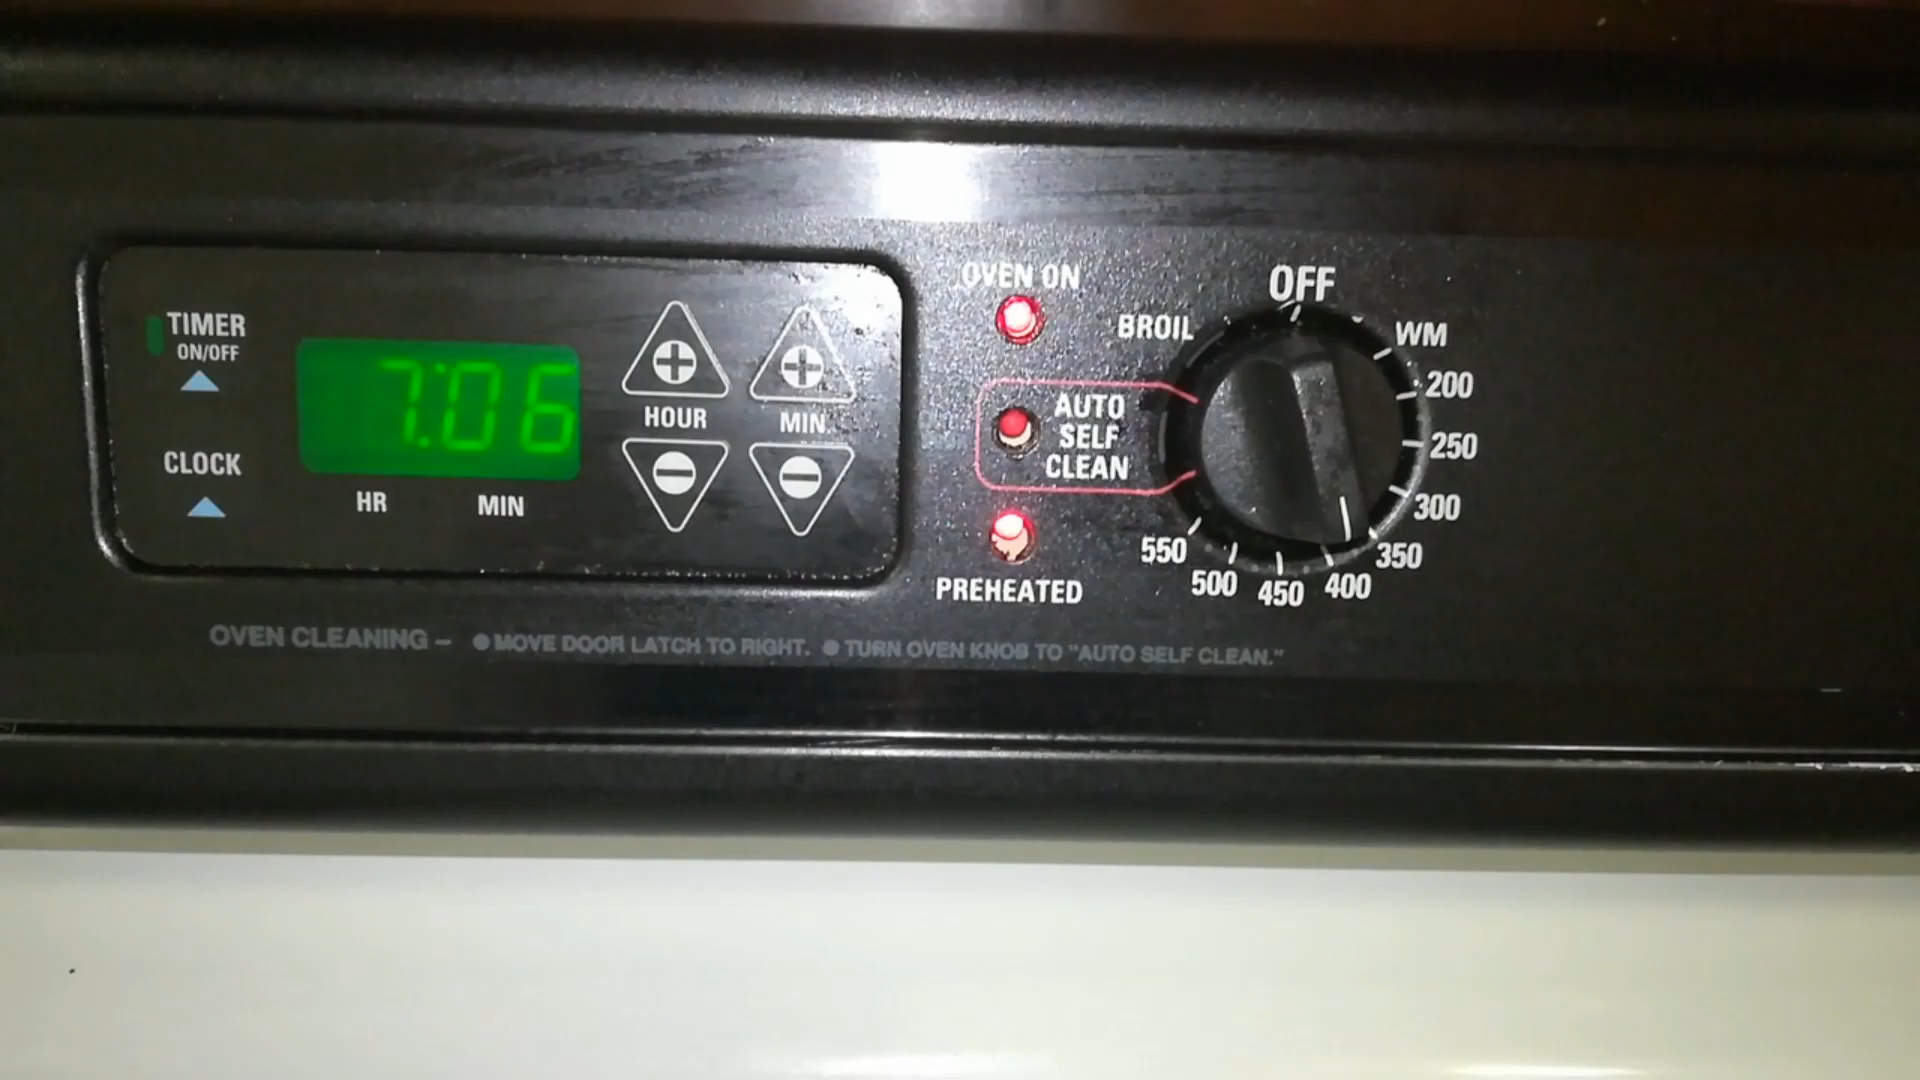 TIMER
ON/OFF
CLOCK
7:06
HR MIN
HOUR
MIN.
OVEN ON
AUTO
SELF
CLEAN
PREHEATED
OFF
BROIL
WM
200
250
300
350
400
450
500
550
OVEN CLEANING – ● MOVE DOOR LATCH TO RIGHT. ● TURN OVEN KNOB TO "AUTO SELF CLEAN."